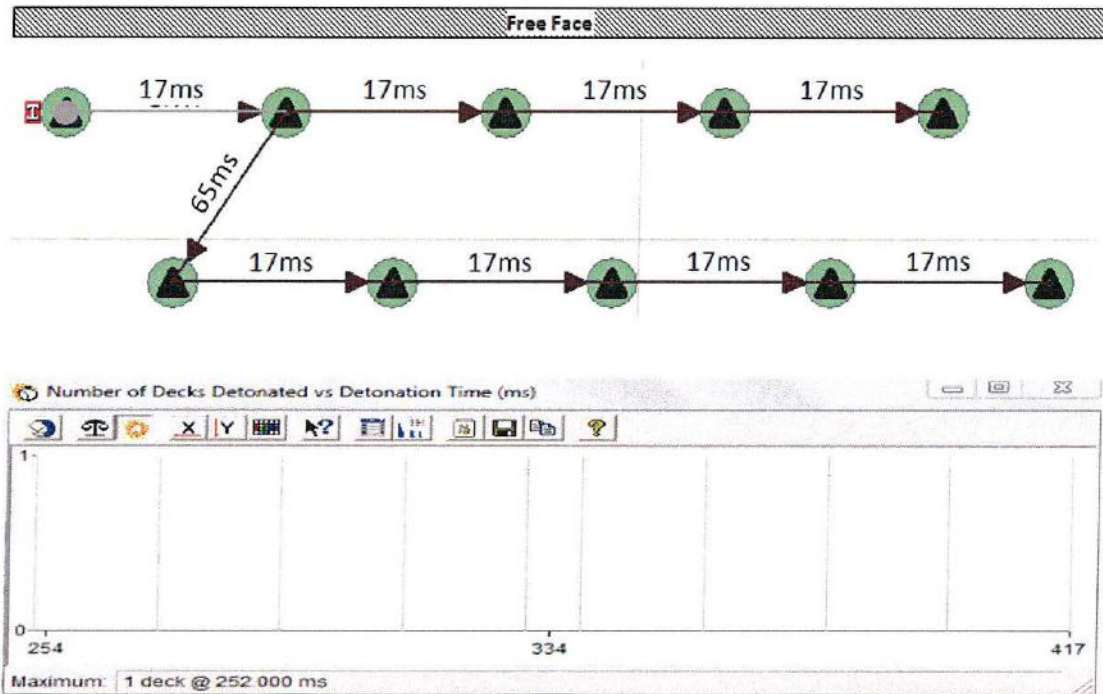 Free Face
17ms 17ms 17ms 17ms
65ms
17ms 17ms 17ms 17ms
Number of Decks Detonated vs Detonation Time (ms)
X Y ?
?
1
0
254 334 417
Maximum: 1 deck @ 252.000 ms